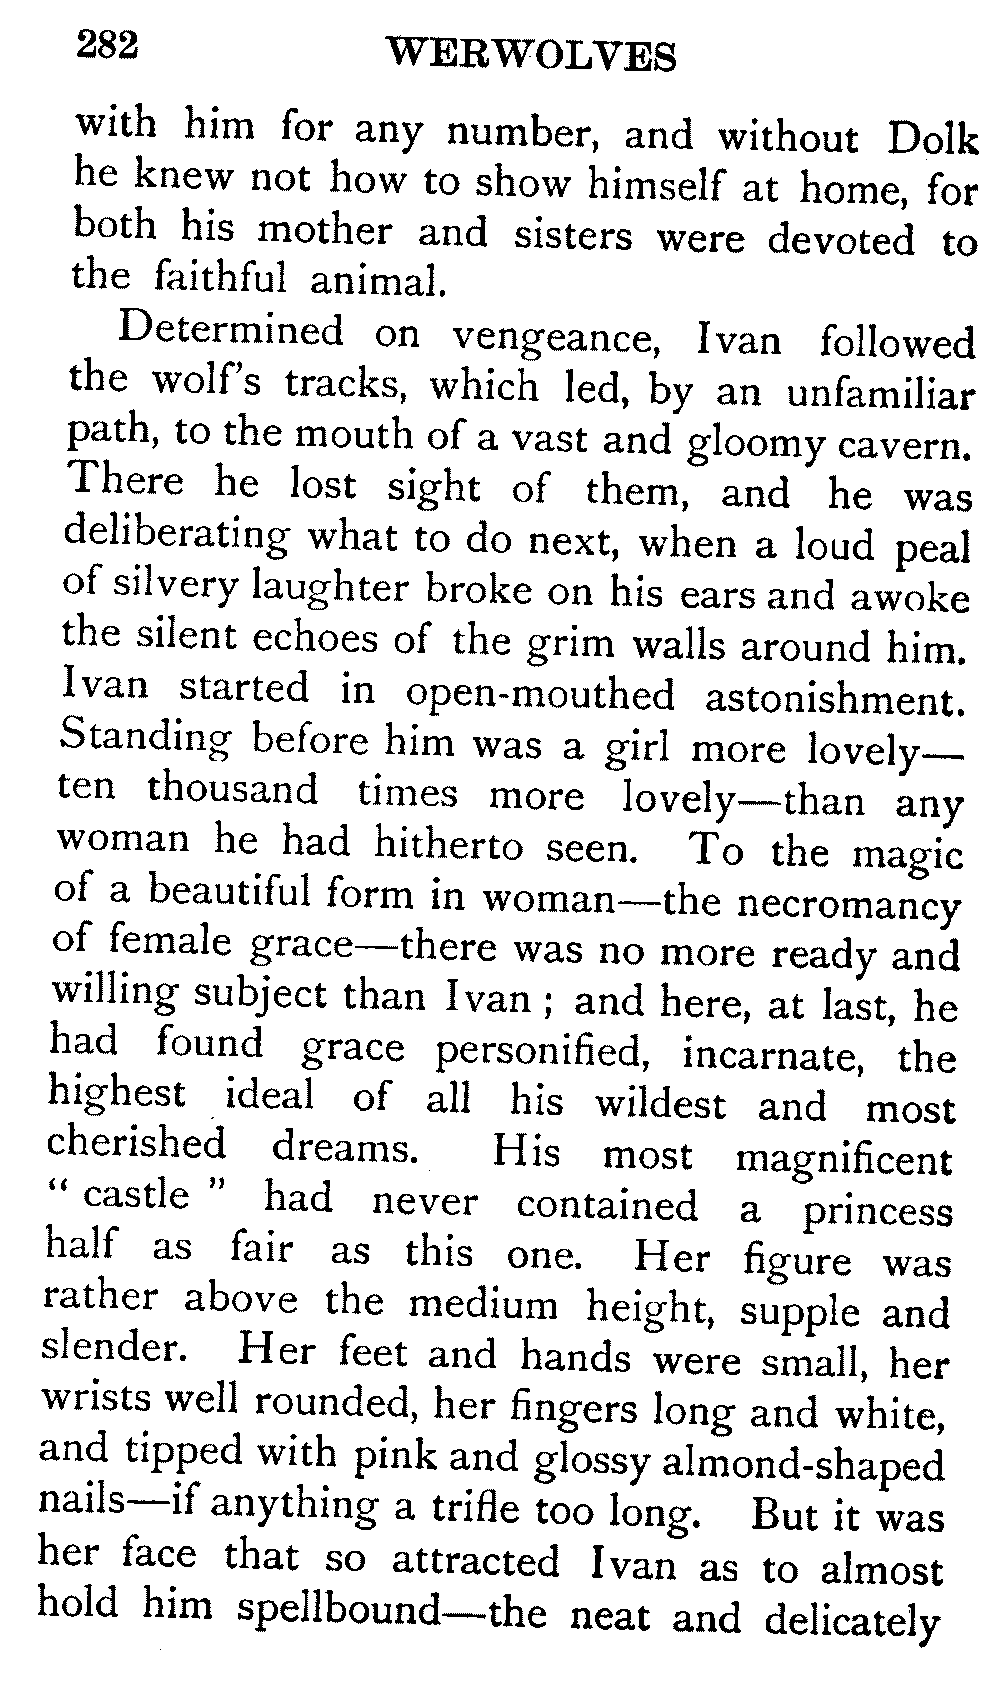 282 WERWOLVES
with him for any number, and without Dolk
he knew not how to show himself at home, for
both his mother and sisters were devoted to
the faithful animal.
Determined on vengeance, Ivan followed
the wolf's tracks, which led, by an unfamiliar
path, to the mouth of a vast and gloomy cavern.
There he lost sight of them, and he was
deliberating what to do next, when a loud peal
of silvery laughter broke on his ears and awoke
the silent echoes of the grim walls around him.
Ivan started in open-mouthed astonishment.
Standing before him was a girl more lovely—
ten thousand times more lovely—than any
woman he had hitherto seen. To the magic
of a beautiful form in woman—the necromancy
of female grace—there was no more ready and
willing subject than Ivan ; and here, at last, he
had found grace personified, incarnate, the
highest ideal of all his wildest and most
cherished dreams. His most magnificent
“ castle ” had never contained a princess
half as fair as this one. Her figure was
rather above the medium height, supple and
slender. Her feet and hands were small, her
wrists well rounded, her fingers long and white,
and tipped with pink and glossy almond-shaped
nails—if anything a trifle too long. But it was
her face that so attracted Ivan as to almost
hold him spellbound—the neat and delicately